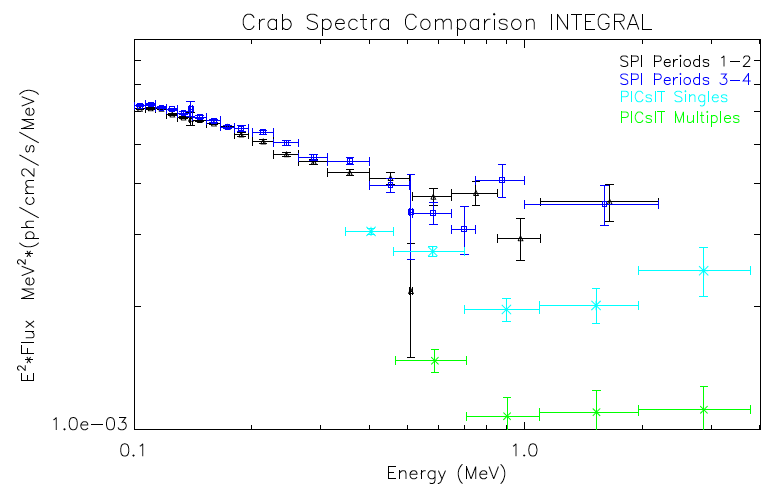 Crab Spectra Comparison INTEGRAL
SPI Periods 1-2
SPI Periods 3-4
PICsIT Singles
PICsIT Multiples
E²*Flux MeV²*(ph/cm2/s/MeV)
1.0e-03
0.1
1.0
Energy (MeV)